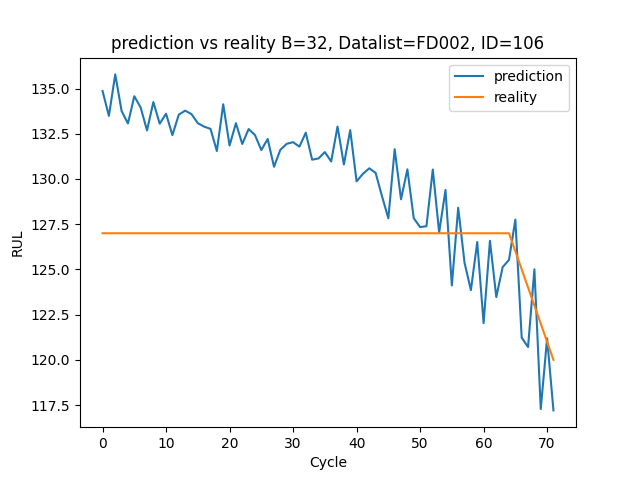 prediction vs reality B=32, Datalist=FD002, ID=106
prediction
reality
135.0
132.5
130.0
127.5
125.0
122.5
120.0
117.5
RUL
0 10 20 30 40 50 60 70
Cycle